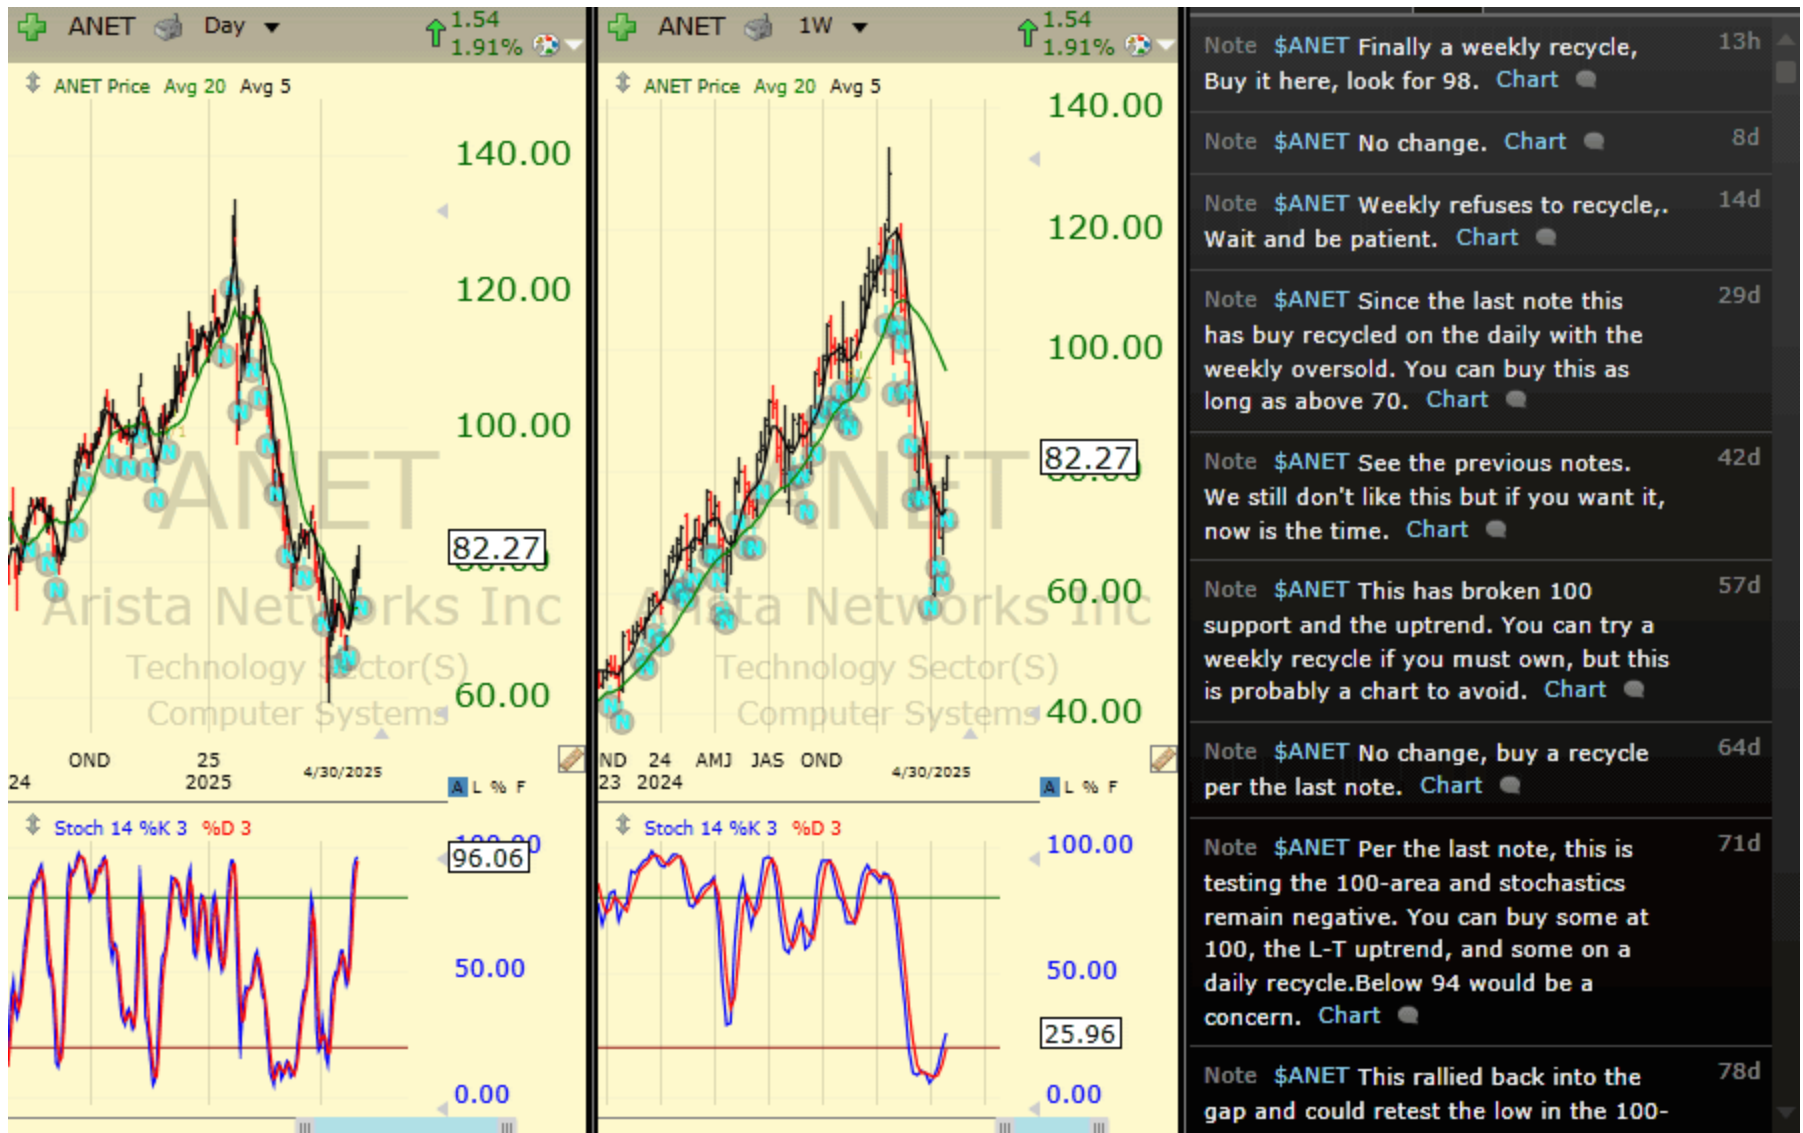 ANET Day
1.54
1.91%
ANET Price Avg 20 Avg 5
140.00
120.00
100.00
82.27
60.00
ANET
Arista Networks Inc
Technology Sector(S)
Computer Systems
OND 25
24 2025 4/30/2025
A L % F
Stoch 14 %K 3 %D 3
100.00
96.06
50.00
0.00
ANET 1W
1.54
1.91%
ANET Price Avg 20 Avg 5
140.00
120.00
100.00
82.27
80.00
60.00
40.00
ANET
Arista Networks Inc
Technology Sector(S)
Computer Systems
ND 24 AMJ JAS OND
23 2024 4/30/2025
A L % F
Stoch 14 %K 3 %D 3
100.00
50.00
25.96
0.00
Note $ANET Finally a weekly recycle, 13h
Buy it here, look for 98. Chart
Note $ANET No change. Chart 8d
Note $ANET Weekly refuses to recycle,. 14d
Wait and be patient. Chart
Note $ANET Since the last note this 29d
has buy recycled on the daily with the
weekly oversold. You can buy this as
long as above 70. Chart
Note $ANET See the previous notes. 42d
We still don't like this but if you want it,
now is the time. Chart
Note $ANET This has broken 100 57d
support and the uptrend. You can try a
weekly recycle if you must own, but this
is probably a chart to avoid. Chart
Note $ANET No change, buy a recycle 64d
per the last note. Chart
Note $ANET Per the last note, this is 71d
testing the 100-area and stochastics
remain negative. You can buy some at
100, the L-T uptrend, and some on a
daily recycle.Below 94 would be a
concern. Chart
Note $ANET This rallied back into the 78d
gap and could retest the low in the 100-